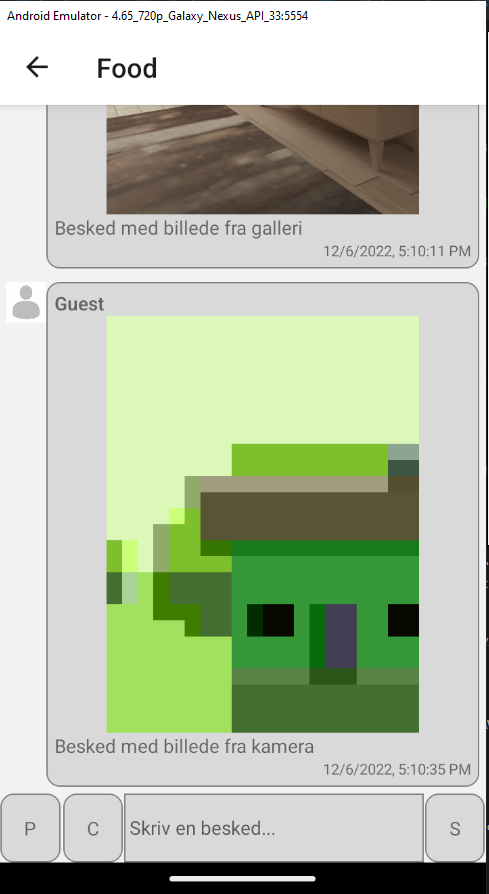 Android Emulator - 4.65_720p_Galaxy_Nexus_API_33:5554
Food
Besked med billede fra galleri
12/6/2022, 5:10:11 PM
Guest
Besked med billede fra kamera
12/6/2022, 5:10:35 PM
P C Skriv en besked... S